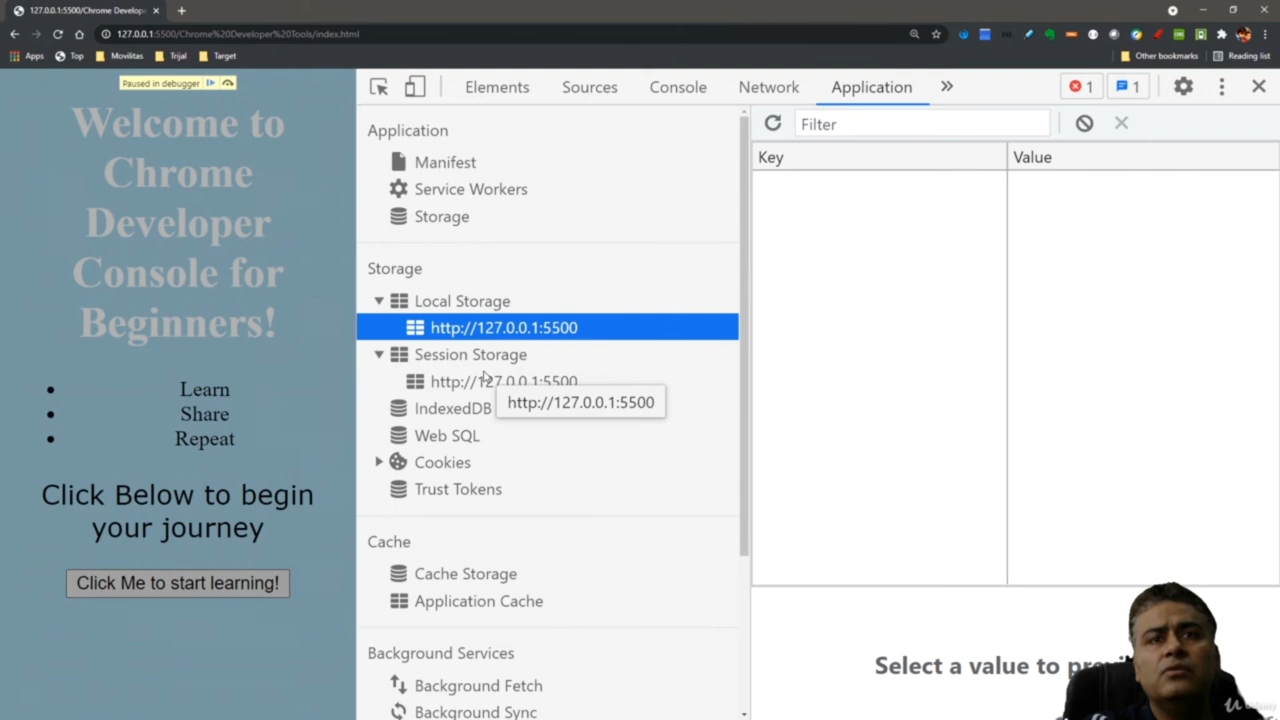 127.0.0.1:5500/Chrome Develop
127.0.0.1:5500/Chrome%20Developer%20Tools/index.html
Apps
Top
Movilitas
Trijal
Target
Other bookmarks
Reading list
Paused in debugger
Welcome to
Chrome
Developer
Console for
Beginners!
Learn
Share
Repeat
Click Below to begin
your journey
Click Me to start learning!
Elements
Sources
Console
Network
Application
1
1
Application
Manifest
Service Workers
Storage
Storage
Local Storage
http://127.0.0.1:5500
Session Storage
http://127.0.0.1:5500
http://127.0.0.1:5500
IndexedDB
Web SQL
Cookies
Trust Tokens
Cache
Cache Storage
Application Cache
Background Services
Background Fetch
Background Sync
Filter
Key
Value
Select a value to
Udemy